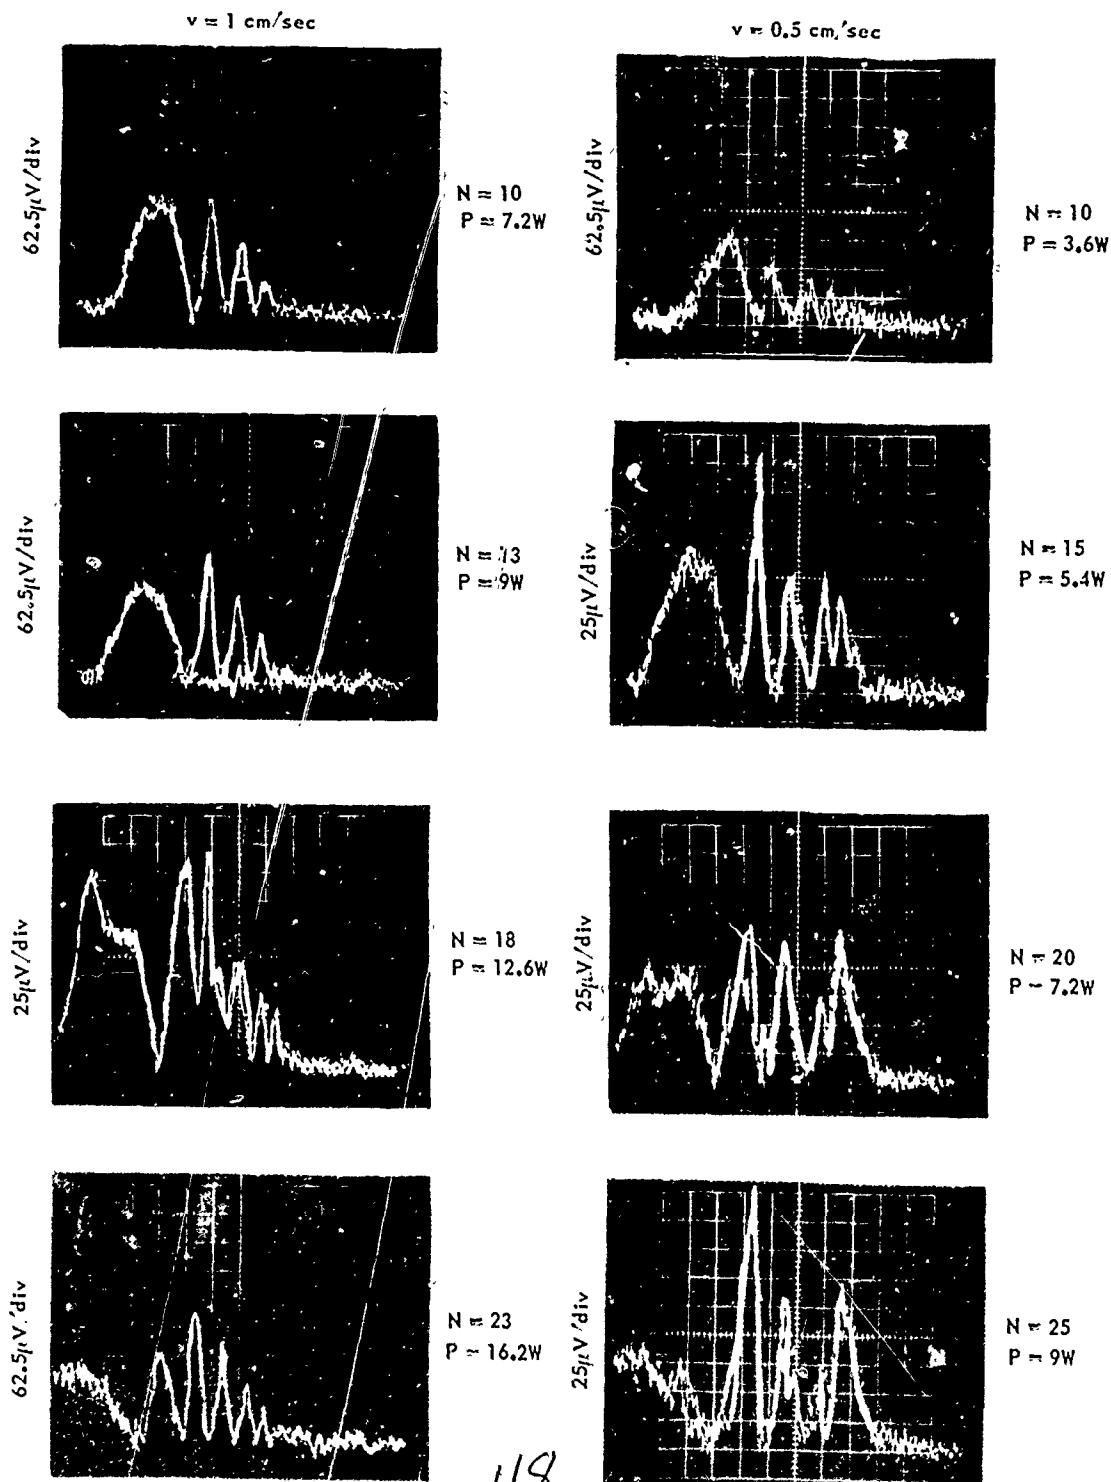 v = 1 cm/sec
v = 0.5 cm/sec
62.5μV/div
N = 10
P = 7.2W
62.5μV/div
N = 10
P = 3.6W
62.5μV/div
N = 13
P = 9W
25μV/div
N = 15
P = 5.4W
25μV/div
N = 18
P = 12.6W
25μV/div
N = 20
P = 7.2W
62.5μV/div
N = 23
P = 16.2W
25μV/div
N = 25
P = 9W
118